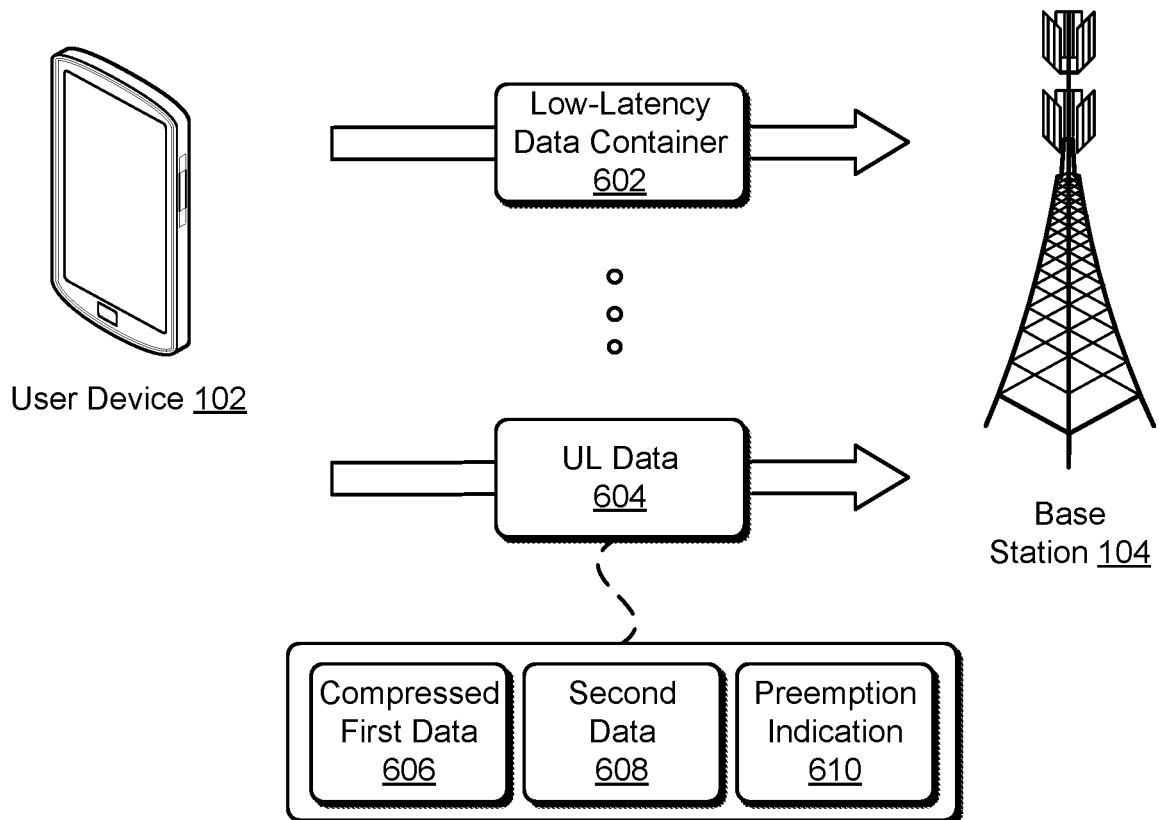 Low-Latency
Data Container
602
User Device 102
UL Data
604
Base
Station 104
Compressed
First Data
606
Second
Data
608
Preemption
Indication
610